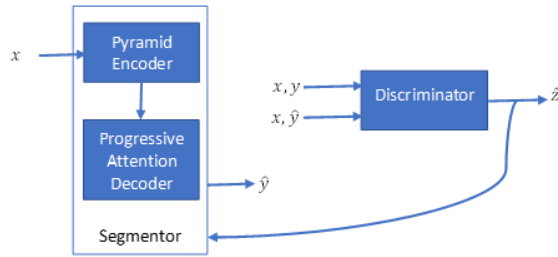 x
Pyramid
Encoder
Progressive
Attention
Decoder
ŷ
Segmentor
x, y
x, ŷ
Discriminator
ẑ